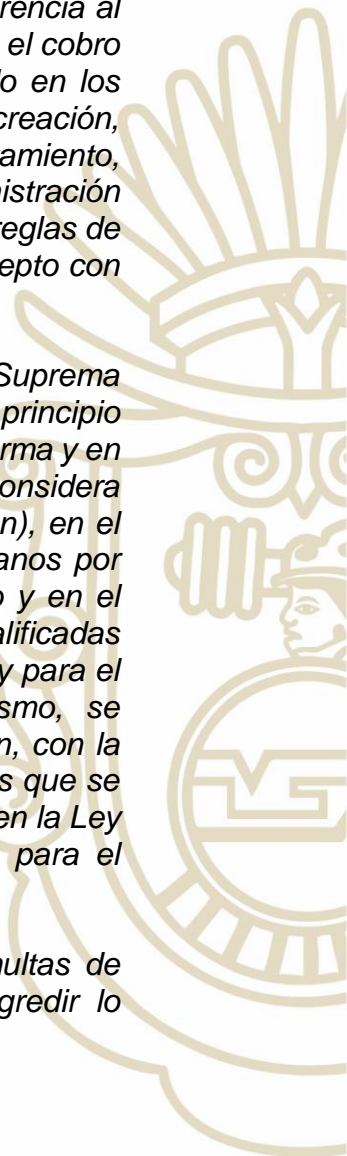 rencia al
el cobro
o en los
creación,
amiento,
nistración
reglas de
epto con
Suprema
principio
rma y en
onsidera
n), en el
anos por
o y en el
alificadas
y para el
smo, se
n, con la
s que se
en la Ley
para el
nultas de
gredir lo